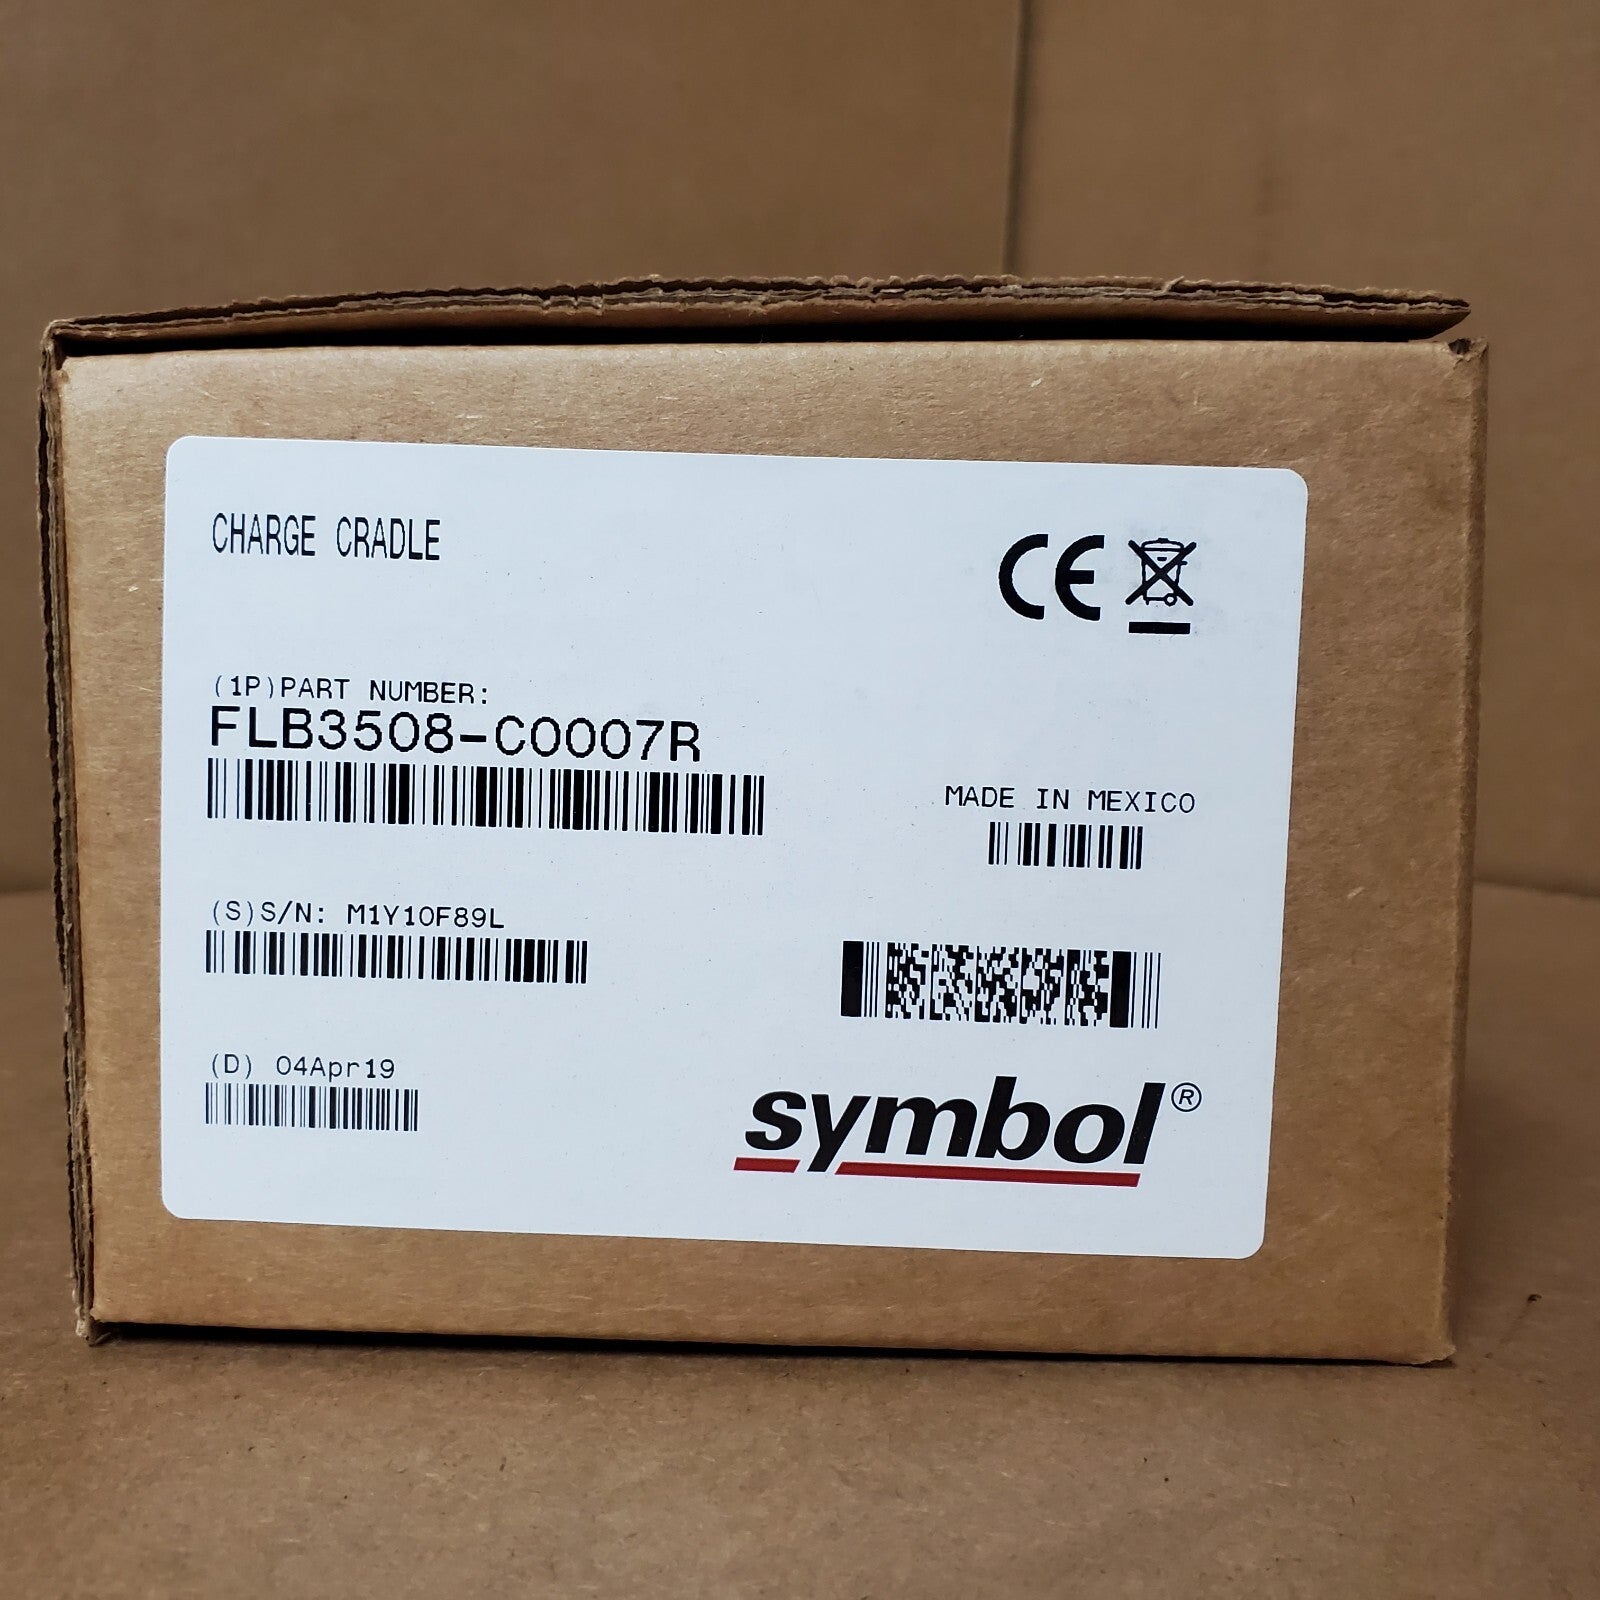 CHARGE CRADLE
CE
(1P)PART NUMBER:
FLB3508-C0007R
MADE IN MEXICO
(S)S/N: M1Y10F89L
(D) 04Apr19
symbol®